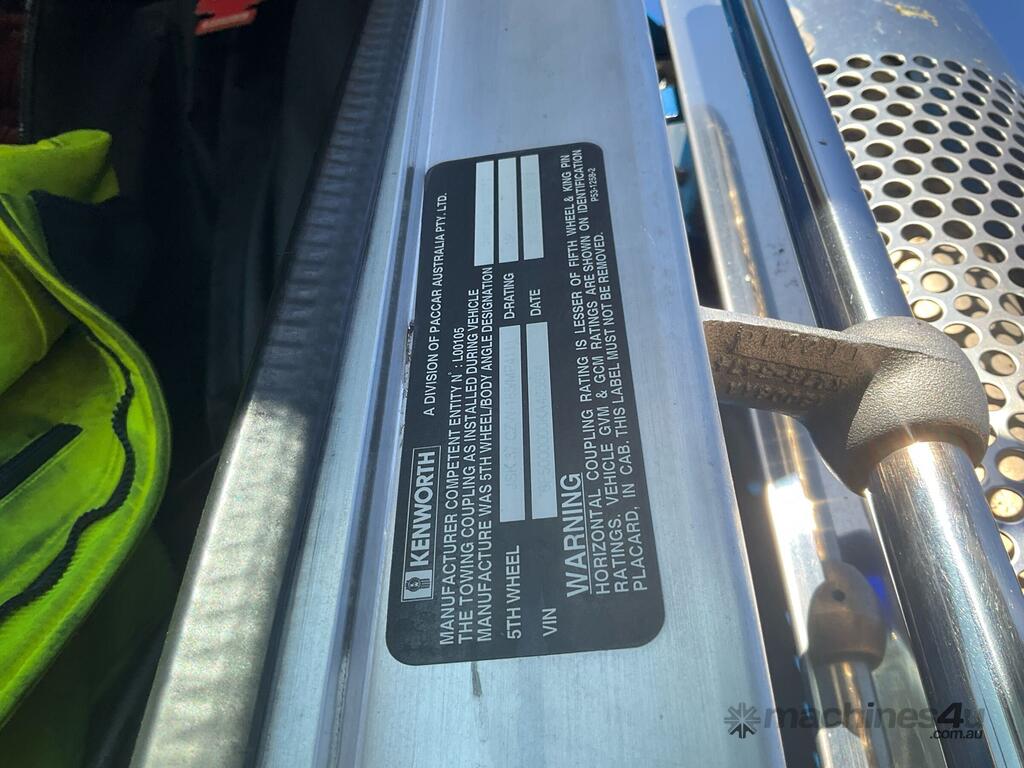 KENWORTH
A DIVISION OF PACCAR AUSTRALIA PTY. LTD.
MANUFACTURER COMPETENT ENTITY N°: L00105
THE TOWING COUPLING AS INSTALLED DURING VEHICLE
MANUFACTURE WAS 5TH WHEEL/BODY ANGLE DESIGNATION
5TH WHEEL
D-RATING
VIN
DATE
WARNING
HORIZONTAL COUPLING RATING IS LESSER OF FIFTH WHEEL & KING PIN
RATINGS. VEHICLE GVM & GCM RATINGS ARE SHOWN ON IDENTIFICATION
PLACARD, IN CAB. THIS LABEL MUST NOT BE REMOVED.
P53-1258-2
machines4u
.com.au